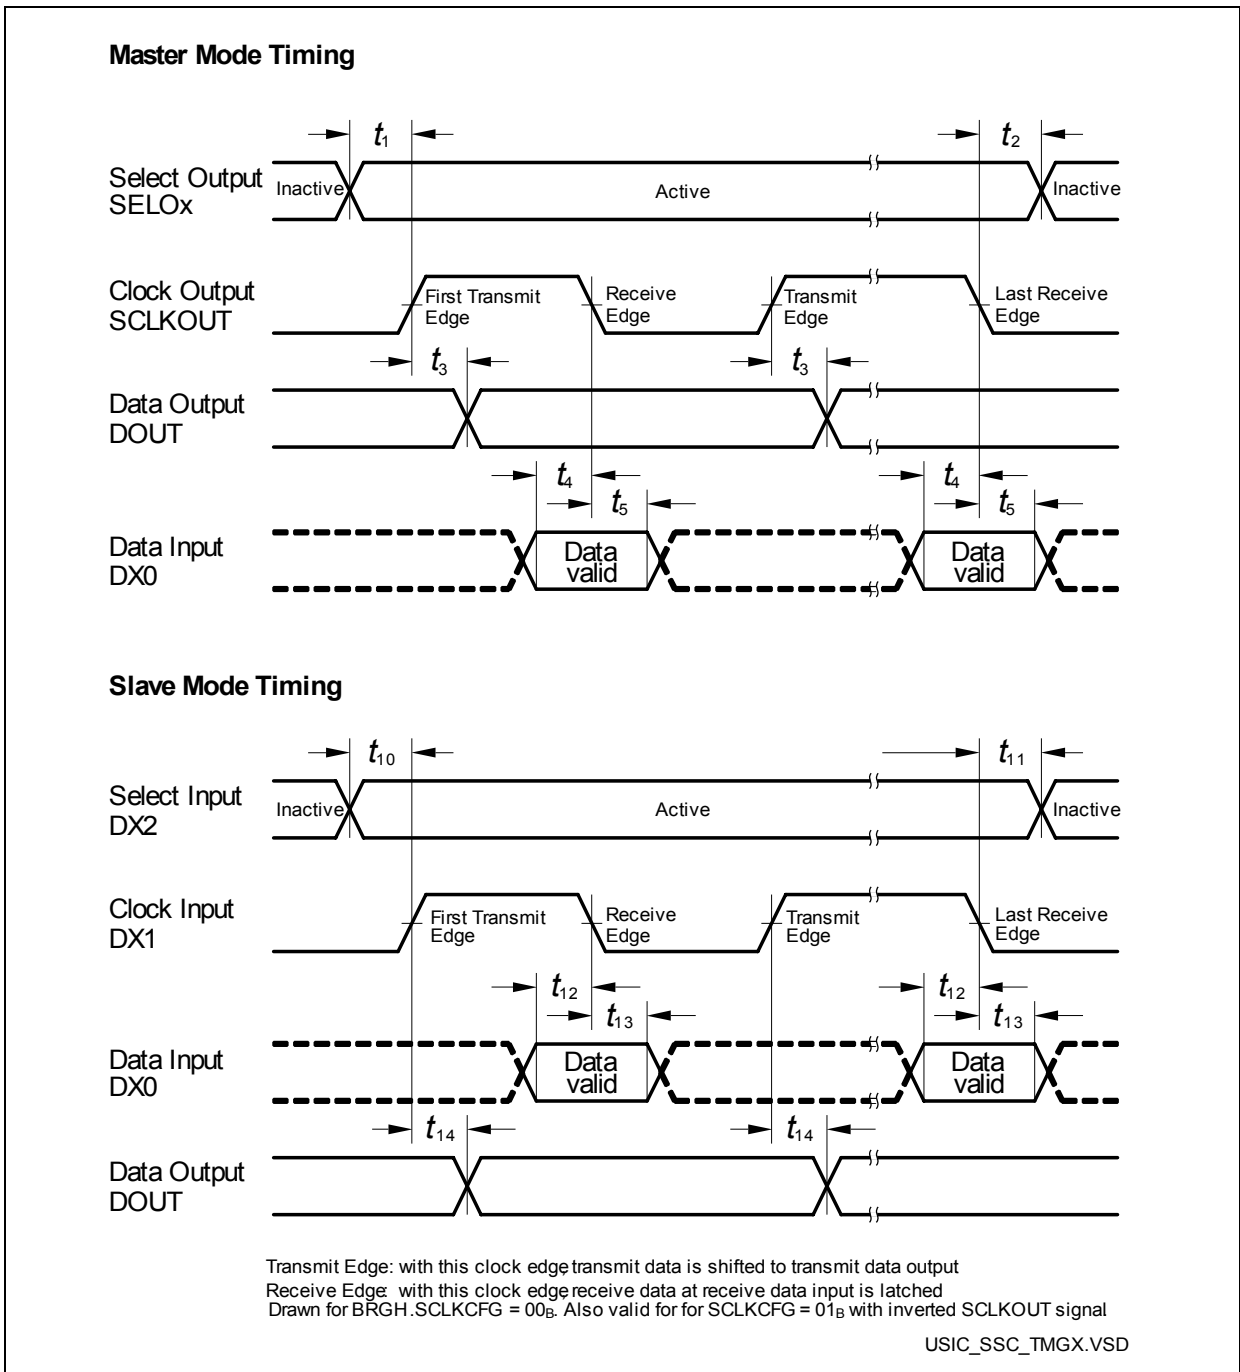 Master Mode Timing
t1
t2
Select Output
SELOx
Inactive
Active
Inactive
Clock Output
SCLKOUT
First Transmit
Edge
Receive
Edge
Transmit
Edge
Last Receive
Edge
t3
t3
Data Output
DOUT
t4
t5
t4
t5
Data Input
DX0
Data
valid
Data
valid
Slave Mode Timing
t10
t11
Select Input
DX2
Inactive
Active
Inactive
Clock Input
DX1
First Transmit
Edge
Receive
Edge
Transmit
Edge
Last Receive
Edge
t12
t13
t12
t13
Data Input
DX0
Data
valid
Data
valid
t14
t14
Data Output
DOUT
Transmit Edge: with this clock edge, transmit data is shifted to transmit data output
Receive Edge: with this clock edge, receive data at receive data input is latched
Drawn for BRGH.SCLKCFG = 00B. Also valid for for SCLKCFG = 01B with inverted SCLKOUT signal.
USIC_SSC_TMGX.VSD